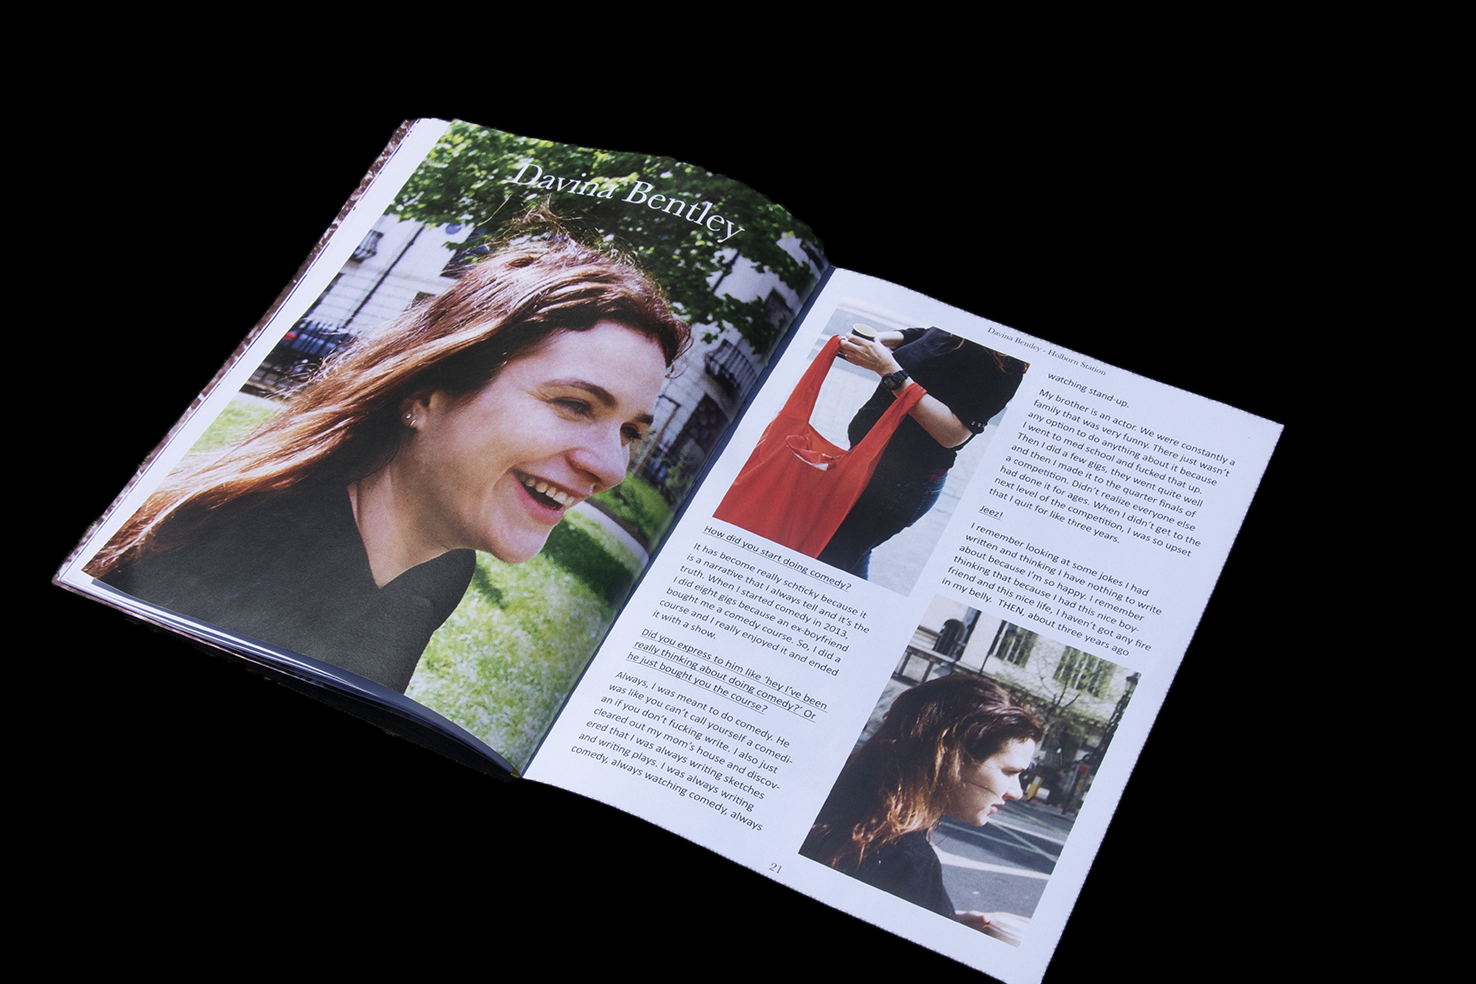 Davina Bentley
Davina Bentley - Holborn Station
How did you start doing comedy?
It has become really schticky because it
is a narrative that I always tell and it's the
truth. When I started comedy in 2013,
I did eight gigs because an ex-boyfriend
bought me a comedy course. So, I did a
course and I really enjoyed it and ended
it with a show.
Did you express to him like 'hey I've been
really thinking about doing comedy?' Or
he just bought you the course?
Always, I was meant to do comedy. He
was like you can't call yourself a comedi-
an if you don't fucking write. I also just
cleared out my mom's house and discov-
ered that I was always writing sketches
and writing plays. I was always writing
comedy, always watching comedy, always
watching stand-up.
My brother is an actor. We were constantly a
family that was very funny. There just wasn't
any option to do anything about it because
I went to med school and fucked that up.
Then I did a few gigs, they went quite well
and then I made it to the quarter finals of
a competition. Didn't realize everyone else
had done it for ages. When I didn't get to the
next level of the competition, I was so upset
that I quit for like three years.
Jeez!
I remember looking at some jokes I had
written and thinking I have nothing to write
about because I'm so happy. I remember
thinking that because I had this nice boy-
friend and this nice life, I haven't got any fire
in my belly. THEN, about three years ago
21